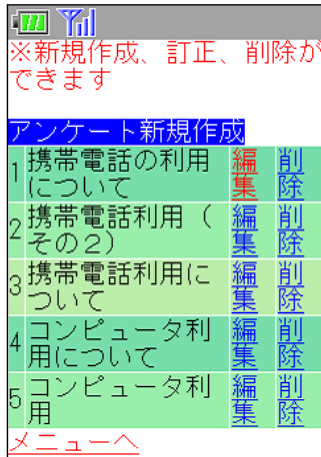 ※新規作成、訂正、削除が
できます
アンケート新規作成
1 携帯電話の利用 編 削
について 集 除
2 携帯電話利用（ 編 削
その２） 集 除
3 携帯電話利用に 編 削
ついて 集 除
4 コンピュータ利 編 削
用について 集 除
5 コンピュータ利 編 削
用 集 除
メニューへ